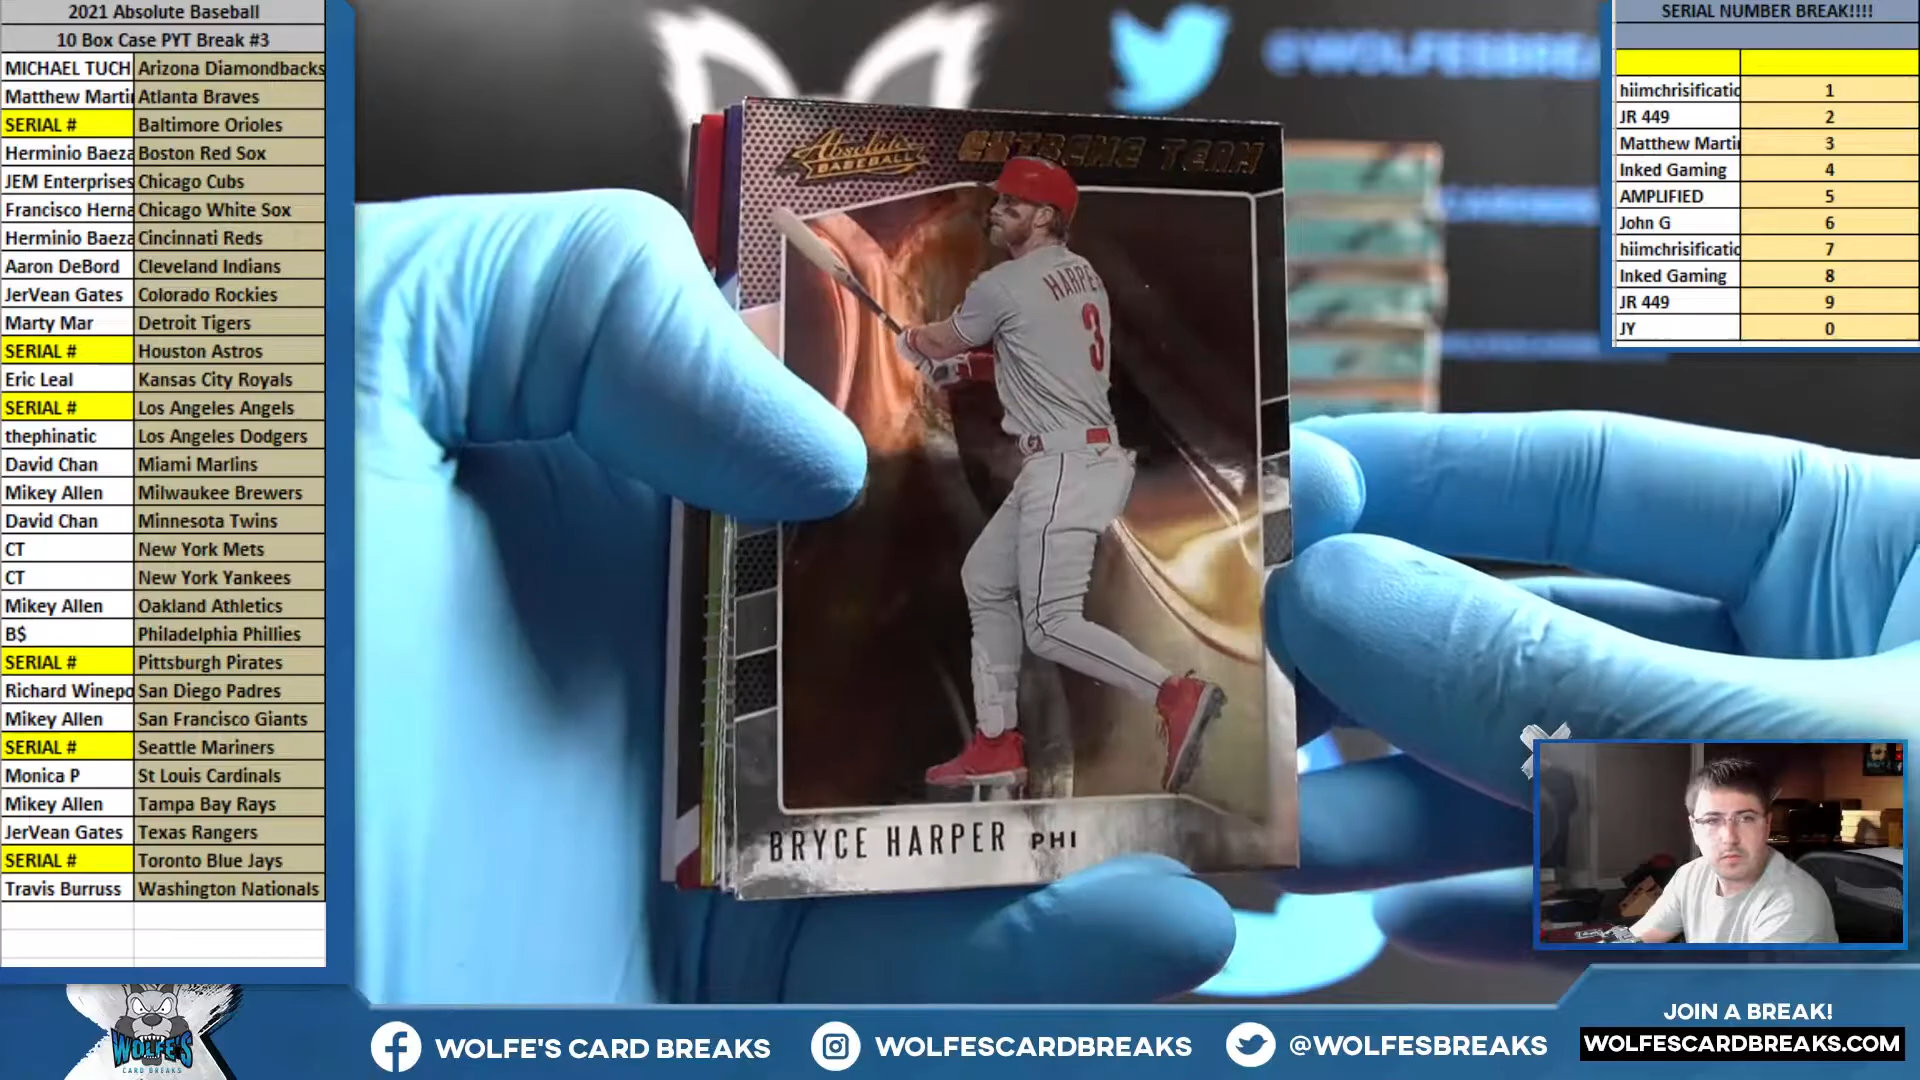 2021 Absolute Baseball
10 Box Case PYT Break #3
MICHAEL TUCH Arizona Diamondbacks
Matthew Martin Atlanta Braves
SERIAL # Baltimore Orioles
Herminio Baeza Boston Red Sox
JEM Enterprises Chicago Cubs
Francisco Herna Chicago White Sox
Herminio Baeza Cincinnati Reds
Aaron DeBord Cleveland Indians
JerVean Gates Colorado Rockies
Marty Mar Detroit Tigers
SERIAL # Houston Astros
Eric Leal Kansas City Royals
SERIAL # Los Angeles Angels
thephinatic Los Angeles Dodgers
David Chan Miami Marlins
Mikey Allen Milwaukee Brewers
David Chan Minnesota Twins
CT New York Mets
CT New York Yankees
Mikey Allen Oakland Athletics
B$ Philadelphia Phillies
SERIAL # Pittsburgh Pirates
Richard Winepo San Diego Padres
Mikey Allen San Francisco Giants
SERIAL # Seattle Mariners
Monica P St Louis Cardinals
Mikey Allen Tampa Bay Rays
JerVean Gates Texas Rangers
SERIAL # Toronto Blue Jays
Travis Burruss Washington Nationals
@WOLFESBREA
Absolute
BASEBALL
EXTREME TEAM
HARPE
3
BRYCE HARPER PHI
SERIAL NUMBER BREAK!!!!
hiimchrisificatio 1
JR 449 2
Matthew Martin 3
Inked Gaming 4
AMPLIFIED 5
John G 6
hiimchrisificatio 7
Inked Gaming 8
JR 449 9
JY 0
WOLFE'S
CARD BREAKS
WOLFE'S CARD BREAKS
WOLFESCARDBREAKS
@WOLFESBREAKS
JOIN A BREAK!
WOLFESCARDBREAKS.COM